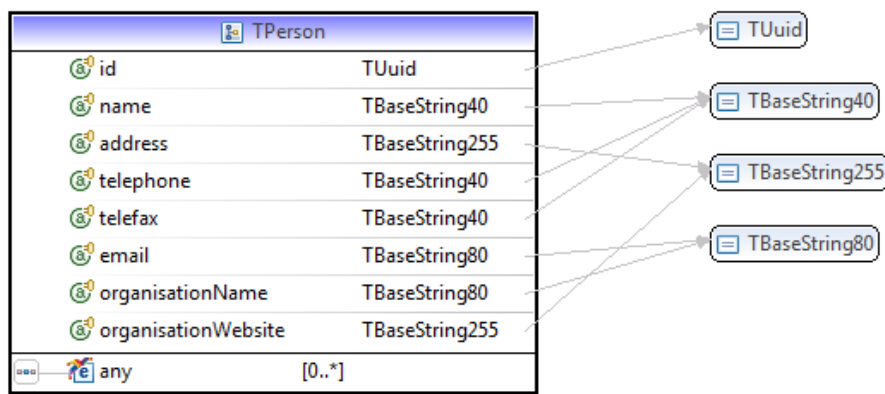 TPerson
id TUuid
name TBaseString40
address TBaseString255
telephone TBaseString40
telefax TBaseString40
email TBaseString80
organisationName TBaseString80
organisationWebsite TBaseString255
any [0..*]
TUuid
TBaseString40
TBaseString255
TBaseString80